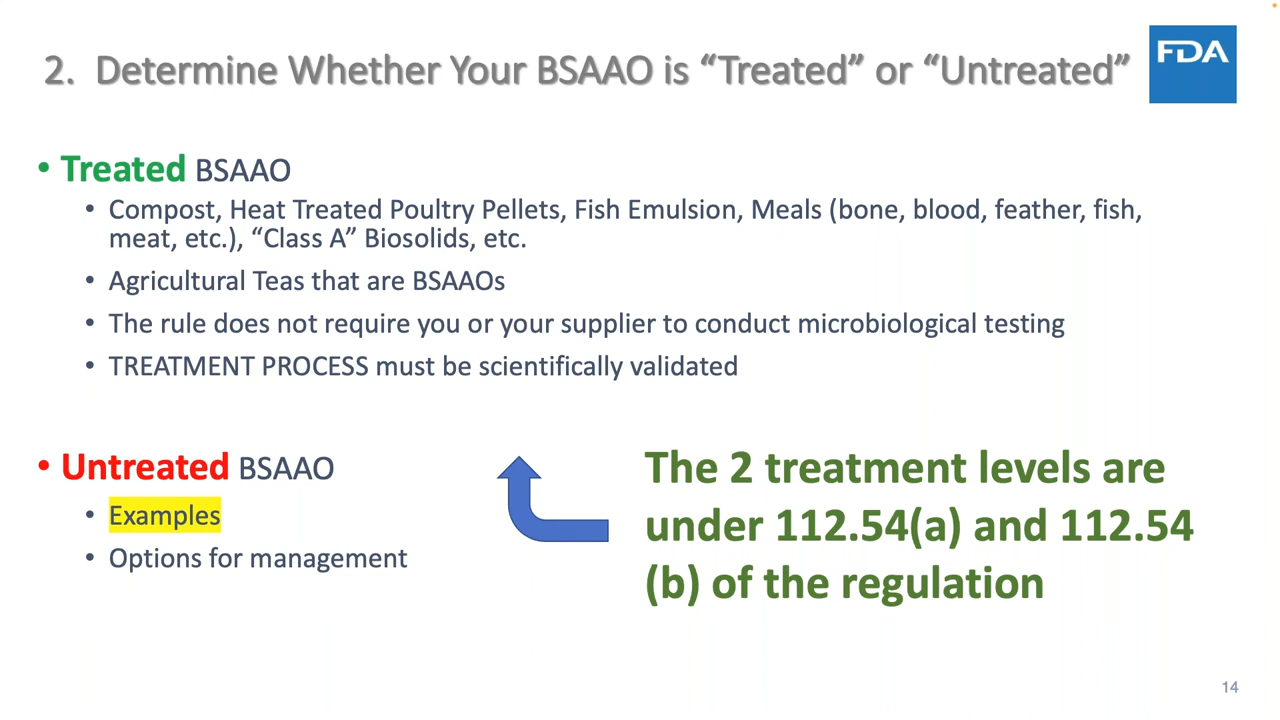 2. Determine Whether Your BSAAO is “Treated” or “Untreated”
FDA
• Treated BSAAO
• Compost, Heat Treated Poultry Pellets, Fish Emulsion, Meals (bone, blood, feather, fish,
meat, etc.), “Class A” Biosolids, etc.
• Agricultural Teas that are BSAAOs
• The rule does not require you or your supplier to conduct microbiological testing
• TREATMENT PROCESS must be scientifically validated
• Untreated BSAAO
• Examples
• Options for management
The 2 treatment levels are
under 112.54(a) and 112.54
(b) of the regulation
14